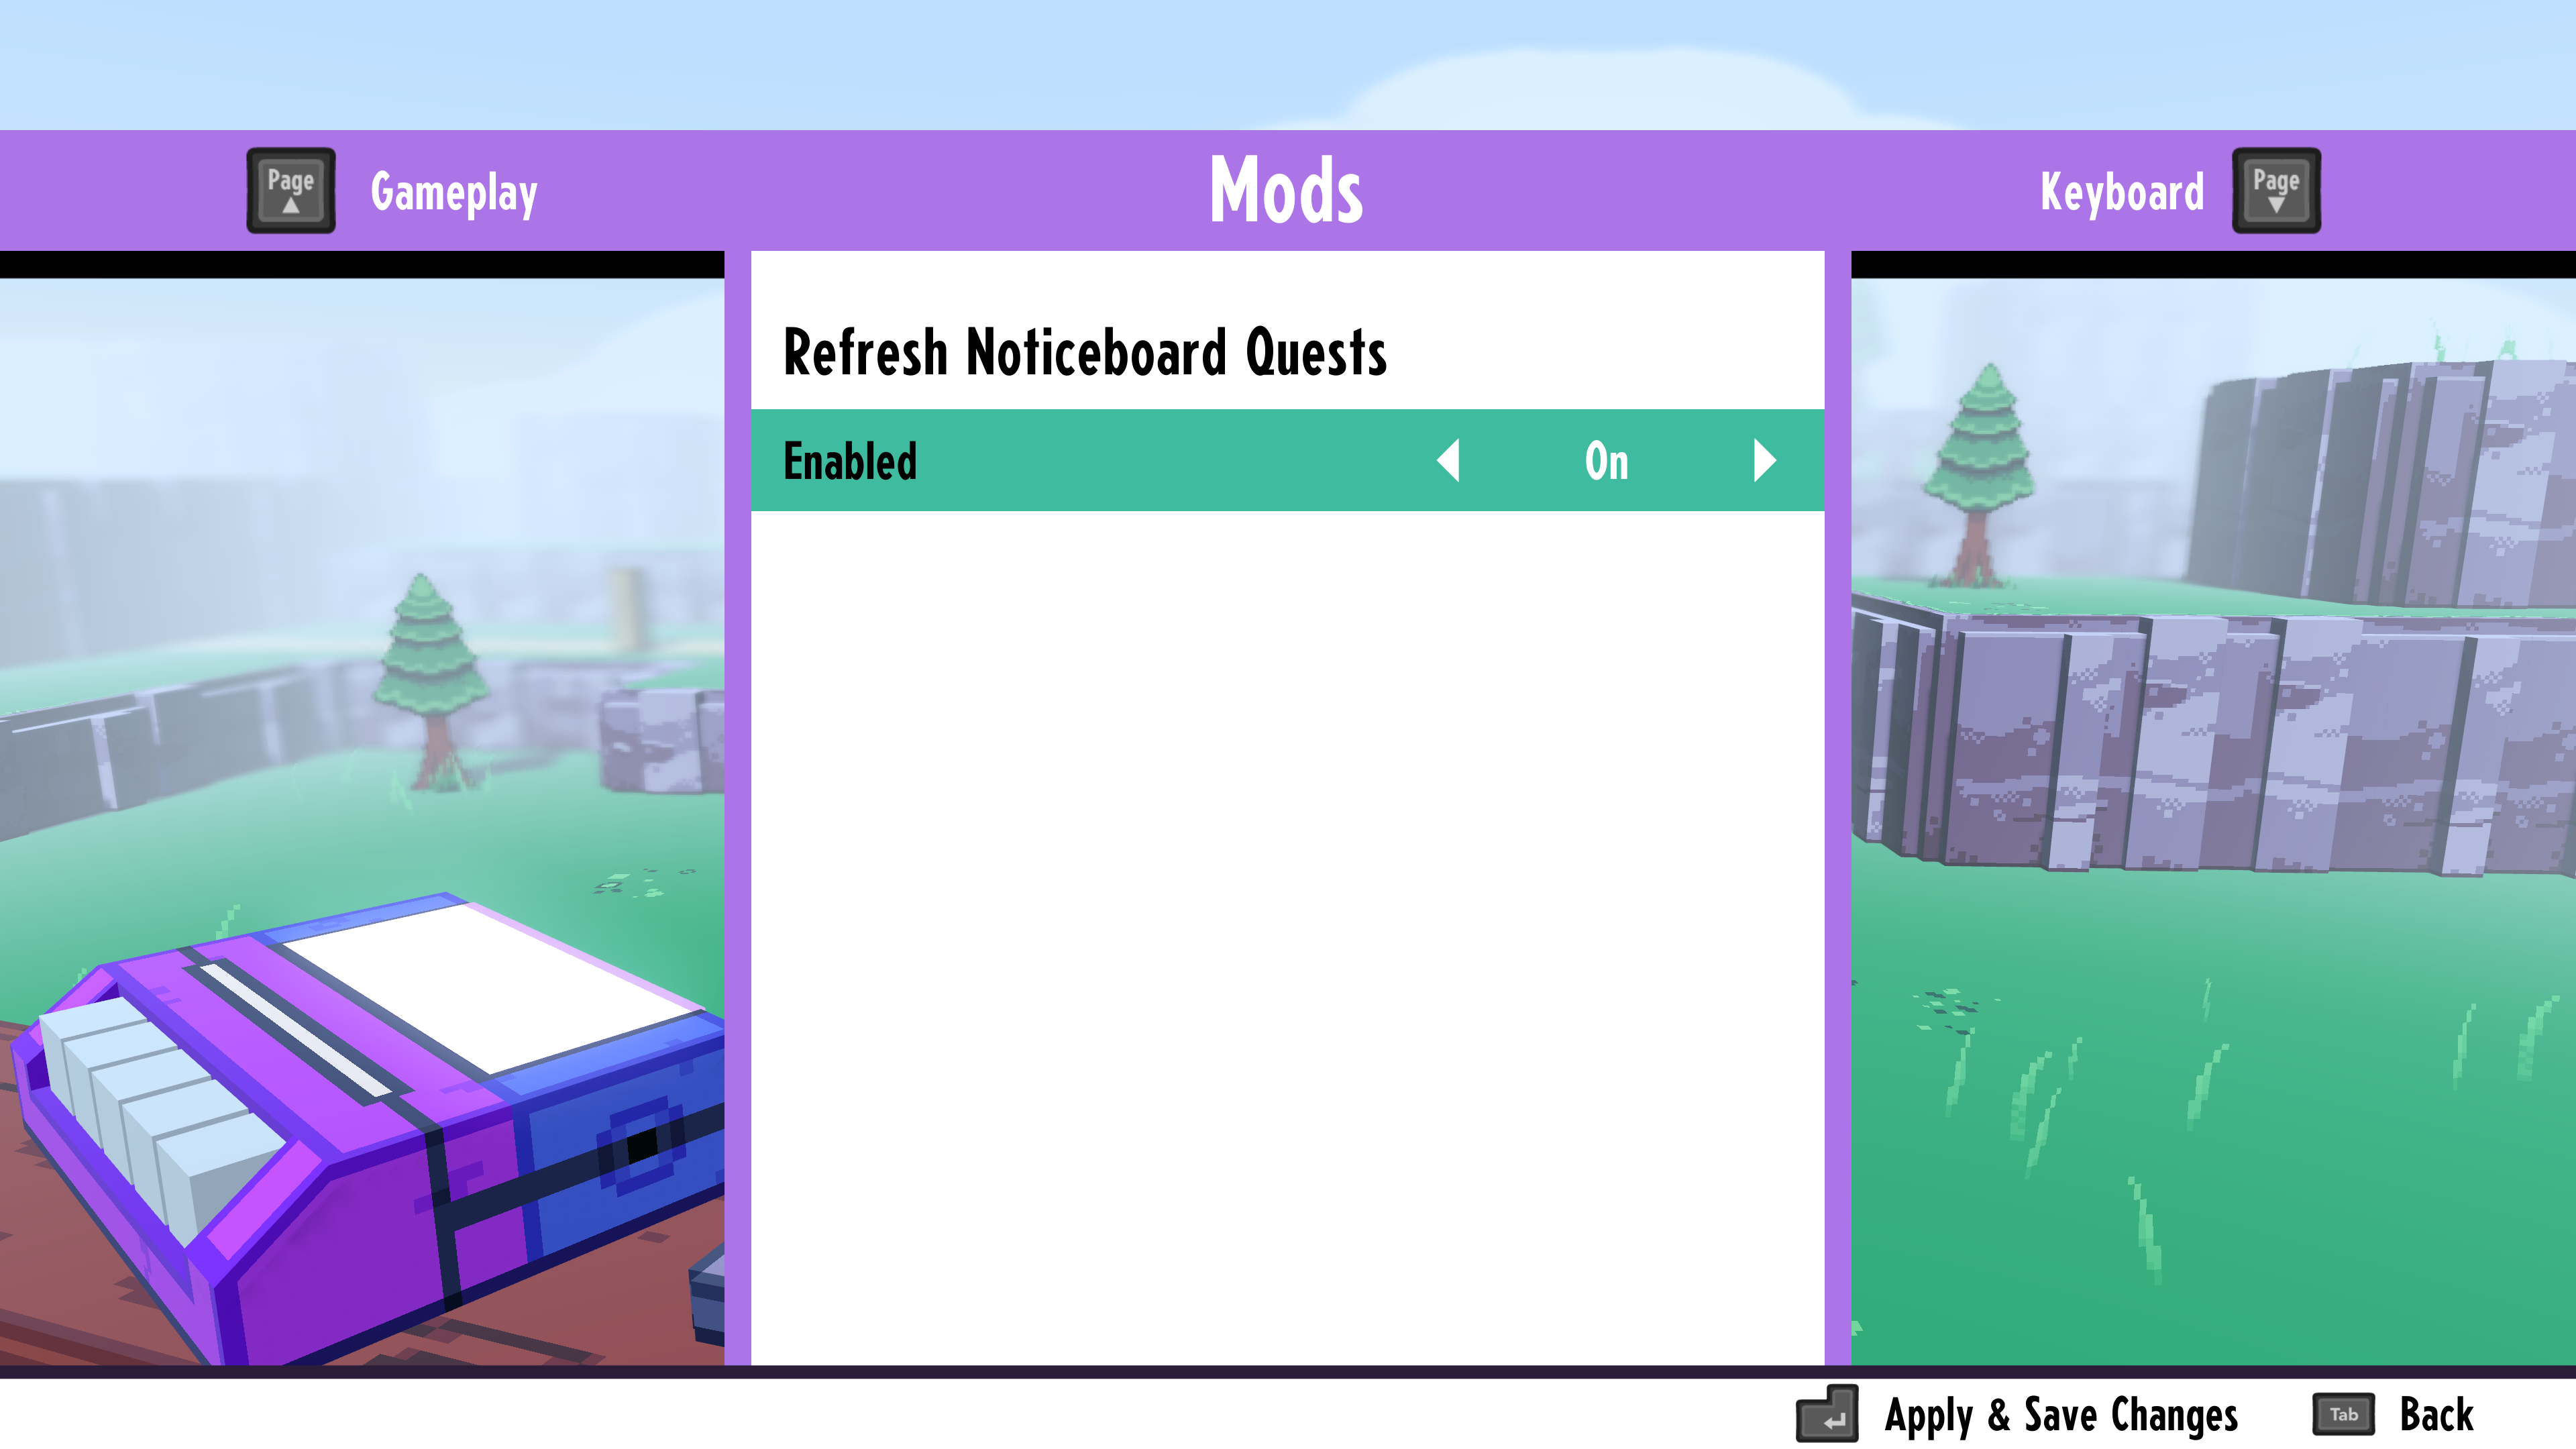 Page
Gameplay
Mods
Keyboard
Page
Refresh Noticeboard Quests
Enabled
On
Apply & Save Changes
Tab
Back